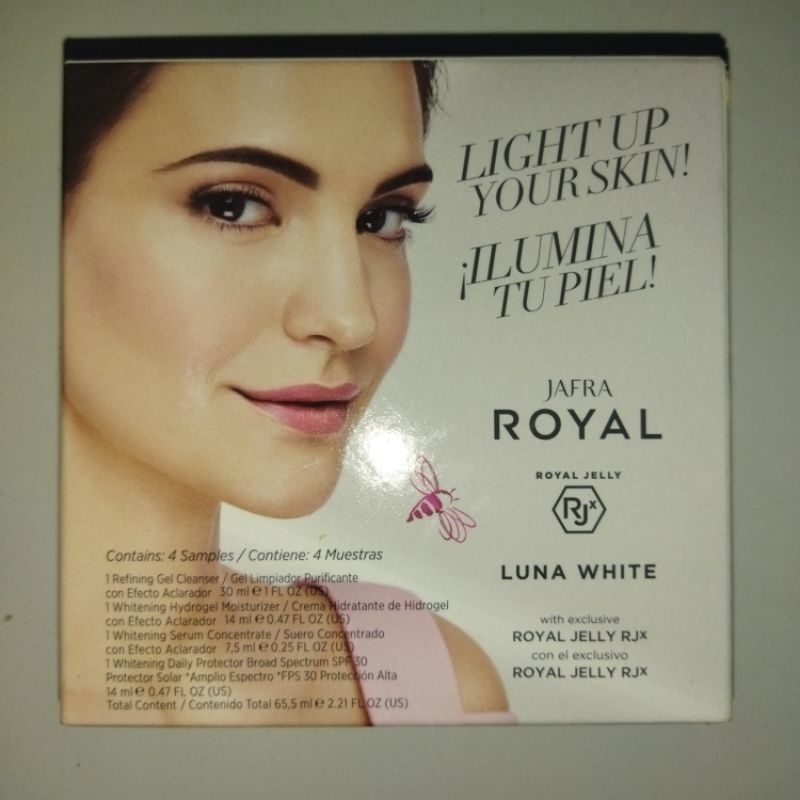 LIGHT UP
YOUR SKIN!
¡ILUMINA
TU PIEL!
JAFRA
ROYAL
ROYAL JELLY
RJx
LUNA WHITE
with exclusive
ROYAL JELLY RJx
con el exclusivo
ROYAL JELLY RJx
Contains: 4 Samples / Contiene: 4 Muestras
1 Refining Gel Cleanser / Gel Limpiador Purificante
con Efecto Aclarador 30 ml ℮ 1 FL OZ (US)
1 Whitening Hydrogel Moisturizer / Crema Hidratante de Hidrogel
con Efecto Aclarador 14 ml ℮ 0.47 FL OZ (US)
1 Whitening Serum Concentrate / Suero Concentrado
con Efecto Aclarador 7,5 ml ℮ 0.25 FL OZ (US)
1 Whitening Daily Protector Broad Spectrum SPF 30
Protector Solar *Amplio Espectro *FPS 30 Protección Alta
14 ml ℮ 0.47 FL OZ (US)
Total Content / Contenido Total 65,5 ml ℮ 2.21 FL OZ (US)